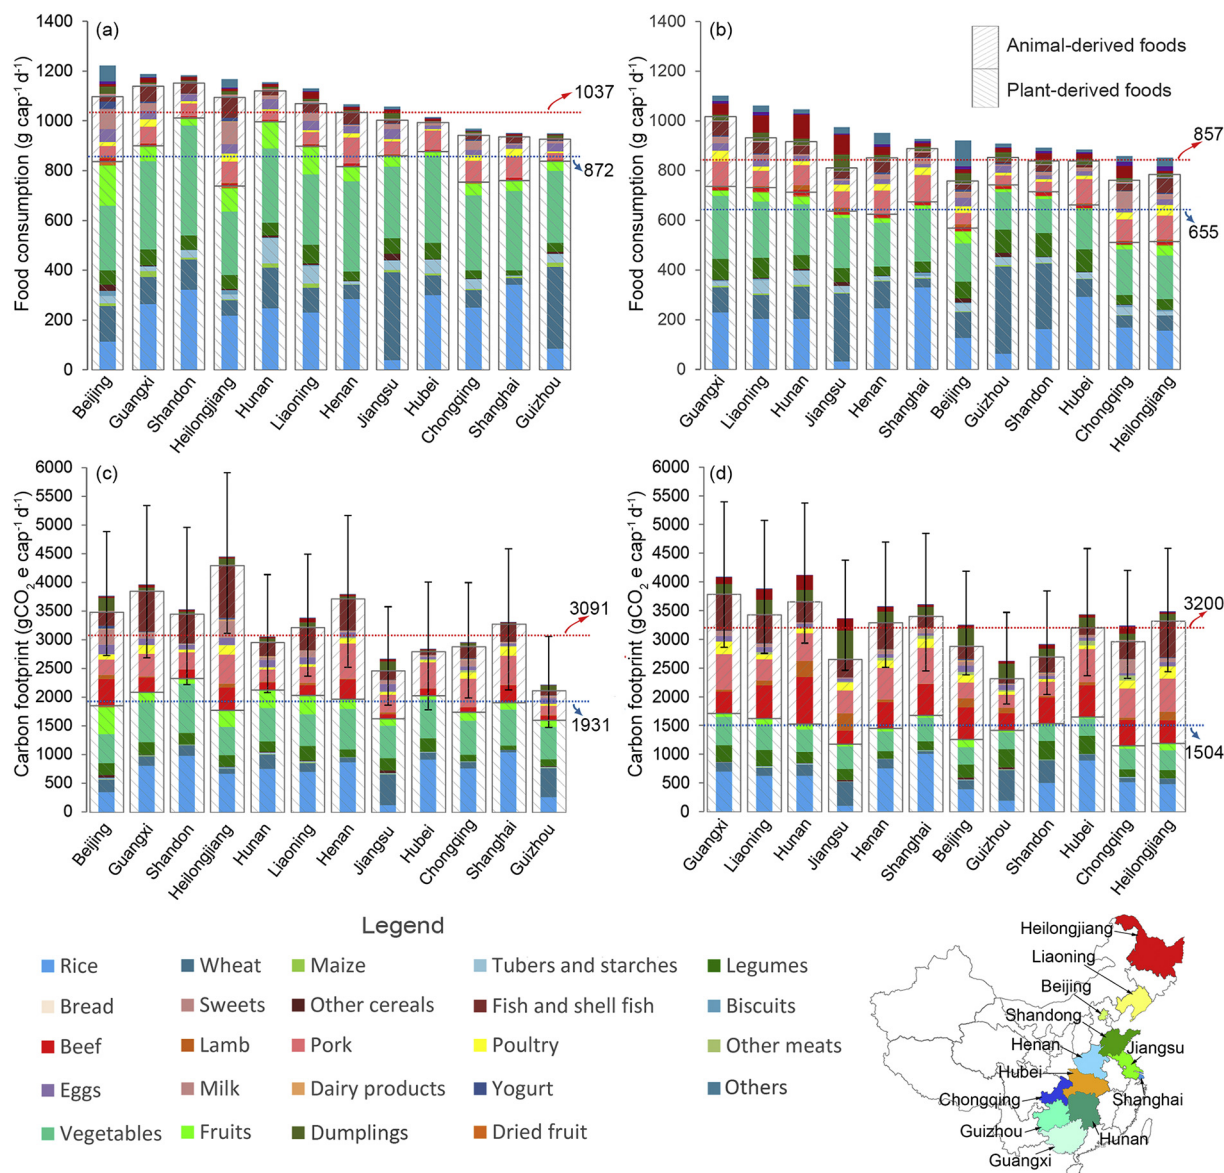 (a)
Food consumption (g cap⁻¹ d⁻¹)
1400
1200
1000
800
600
400
200
0
1037
872
Beijing
Guangxi
Shandon
Heilongjiang
Hunan
Liaoning
Henan
Jiangsu
Hubei
Chongqing
Shanghai
Guizhou
(b)
Food consumption (g cap⁻¹ d⁻¹)
1400
1200
1000
800
600
400
200
0
Animal-derived foods
Plant-derived foods
857
655
Guangxi
Liaoning
Hunan
Jiangsu
Henan
Shanghai
Beijing
Guizhou
Shandon
Hubei
Chongqing
Heilongjiang
(c)
Carbon footprint (gCO₂ e cap⁻¹ d⁻¹)
6000
5500
5000
4500
4000
3500
3000
2500
2000
1500
1000
500
0
3091
1931
Beijing
Guangxi
Shandon
Heilongjiang
Hunan
Liaoning
Henan
Jiangsu
Hubei
Chongqing
Shanghai
Guizhou
(d)
Carbon footprint (gCO₂ e cap⁻¹ d⁻¹)
6000
5500
5000
4500
4000
3500
3000
2500
2000
1500
1000
500
0
3200
1504
Guangxi
Liaoning
Hunan
Jiangsu
Henan
Shanghai
Beijing
Guizhou
Shandon
Hubei
Chongqing
Heilongjiang
Legend
Rice Wheat Maize Tubers and starches Legumes
Bread Sweets Other cereals Fish and shell fish Biscuits
Beef Lamb Pork Poultry Other meats
Eggs Milk Dairy products Yogurt Others
Vegetables Fruits Dumplings Dried fruit
Heilongjiang
Liaoning
Beijing
Shandong
Henan
Jiangsu
Hubei
Chongqing
Shanghai
Guizhou
Hunan
Guangxi